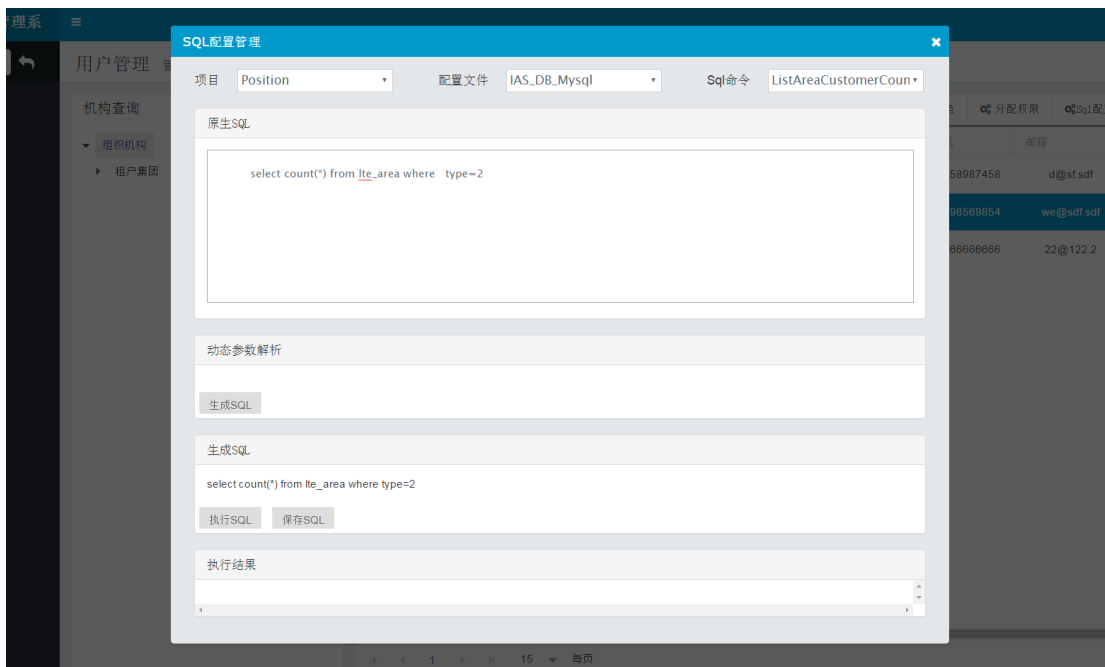 管理系
SQL配置管理
用户管理
项目 Position 配置文件 IAS_DB_Mysql Sql命令 ListAreaCustomerCoun
机构查询
原生SQL
分配权限 Sql配
组织机构
邮箱
租户集团
select count(*) from lte_area where type=2
58987458 d@sf.sdf
98569854 we@sdf.sdf
66666666 22@122.2
动态参数解析
生成SQL
生成SQL
select count(*) from lte_area where type=2
执行SQL 保存SQL
执行结果
1 15 每页